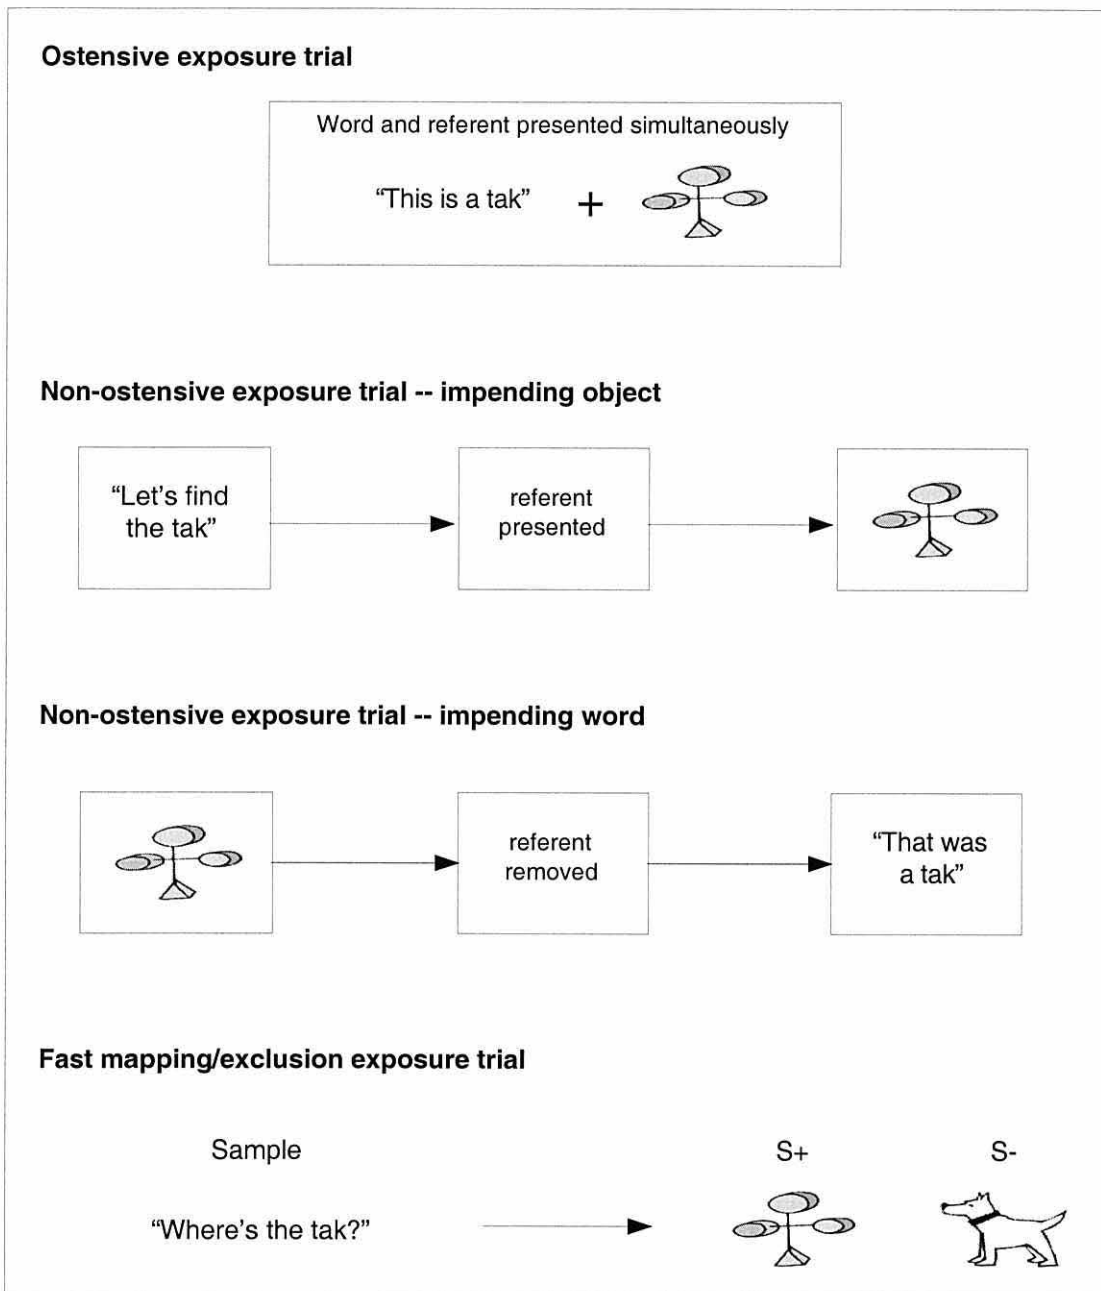 Ostensive exposure trial
Word and referent presented simultaneously
“This is a tak” +
Non-ostensive exposure trial -- impending object
“Let's find
the tak”
referent
presented
Non-ostensive exposure trial -- impending word
referent
removed
“That was
a tak”
Fast mapping/exclusion exposure trial
Sample S+ S-
“Where's the tak?”